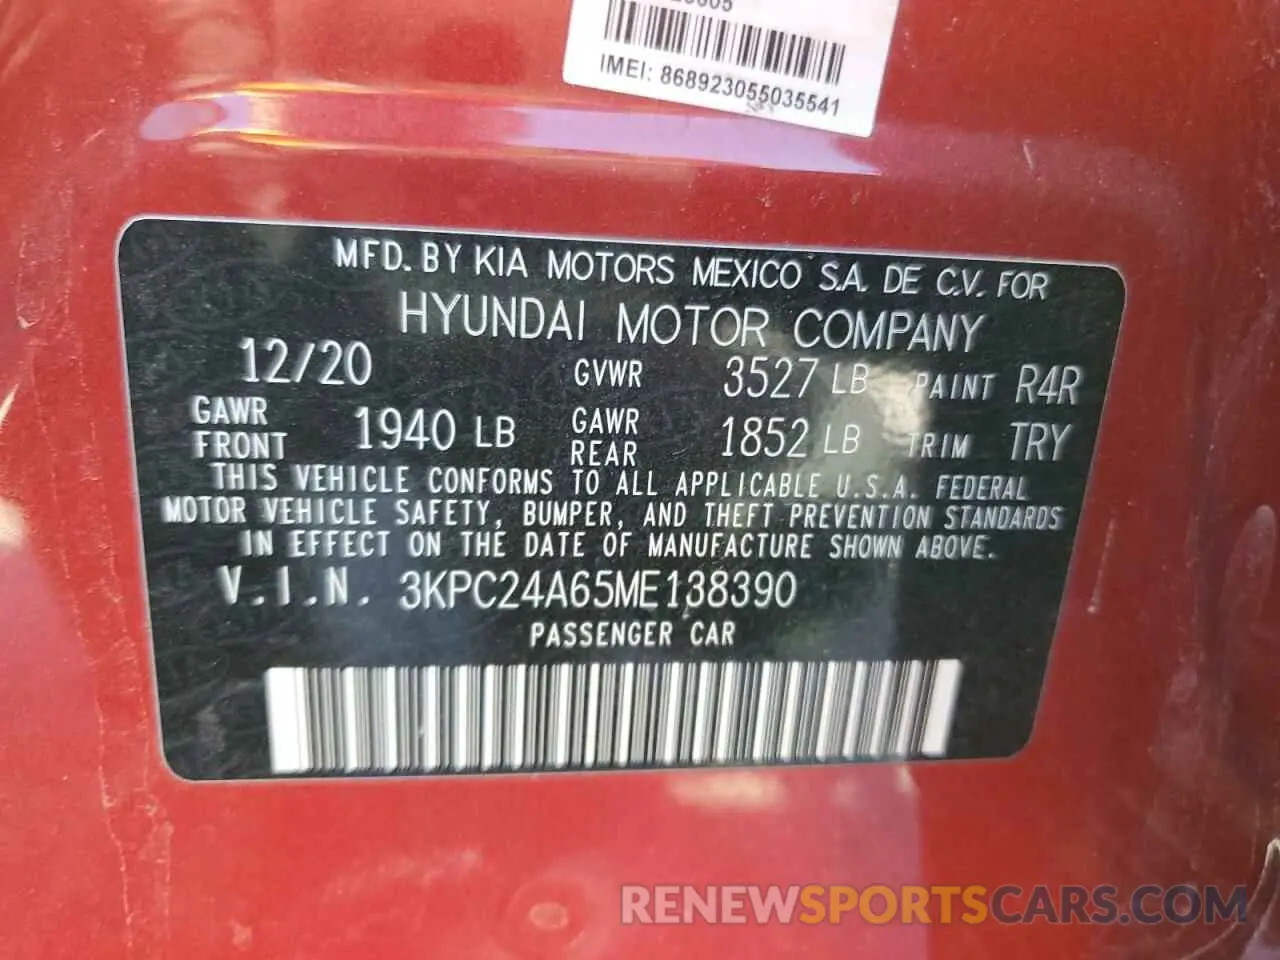 IMEI: 868923055035541
MFD. BY KIA MOTORS MEXICO S.A. DE C.V. FOR
HYUNDAI MOTOR COMPANY
12/20 GVWR 3527 LB PAINT R4R
GAWR FRONT 1940 LB GAWR REAR 1852 LB TRIM TRY
THIS VEHICLE CONFORMS TO ALL APPLICABLE U.S.A. FEDERAL
MOTOR VEHICLE SAFETY, BUMPER, AND THEFT PREVENTION STANDARDS
IN EFFECT ON THE DATE OF MANUFACTURE SHOWN ABOVE.
V.I.N. 3KPC24A65ME138390
PASSENGER CAR
RENEWSPORTSCARS.COM